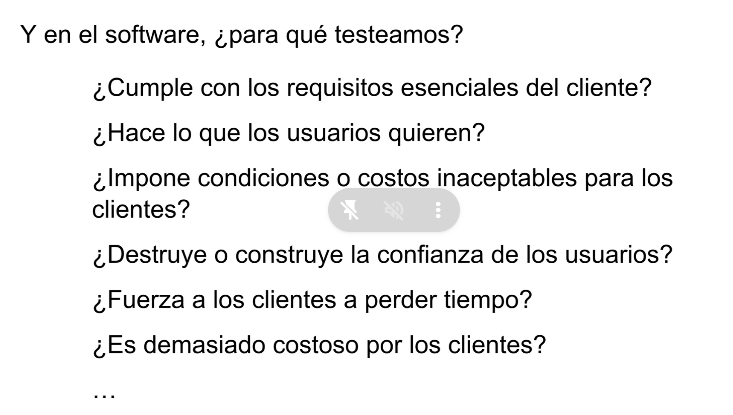 Y en el software, ¿para qué testeamos?
¿Cumple con los requisitos esenciales del cliente?
¿Hace lo que los usuarios quieren?
¿Impone condiciones o costos inaceptables para los
clientes?
¿Destruye o construye la confianza de los usuarios?
¿Fuerza a los clientes a perder tiempo?
¿Es demasiado costoso por los clientes?
...